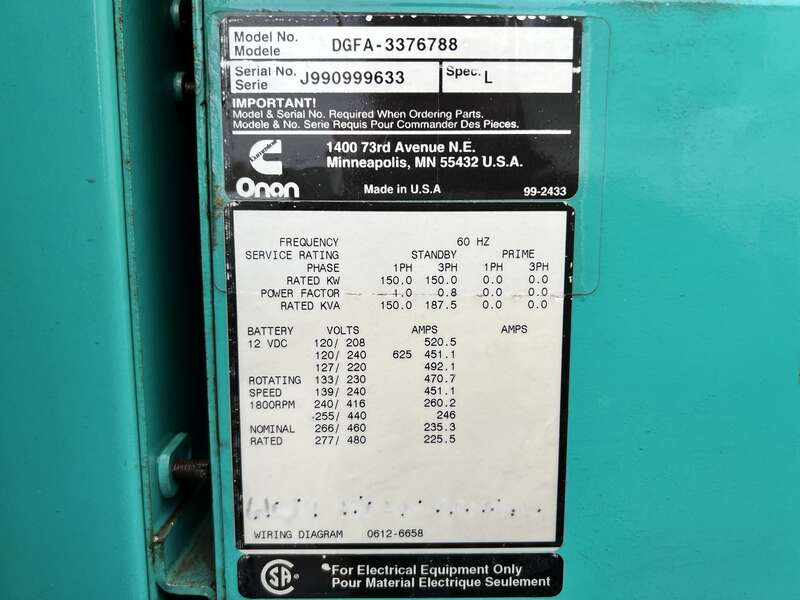 Model No. DGFA-3376788
Modele
Serial No. J990999633 Spec. L
Serie
IMPORTANT!
Model & Serial No. Required When Ordering Parts.
Modele & No. Serie Requis Pour Commander Des Pieces.
Cummins
1400 73rd Avenue N.E.
Minneapolis, MN 55432 U.S.A.
Onan Made in U.S.A 99-2433
FREQUENCY 60 HZ
SERVICE RATING STANDBY PRIME
PHASE 1PH 3PH 1PH 3PH
RATED KW 150.0 150.0 0.0 0.0
POWER FACTOR 1.0 0.8 0.0 0.0
RATED KVA 150.0 187.5 0.0 0.0
BATTERY VOLTS AMPS AMPS
12 VDC 120/ 208 520.5
120/ 240 625 451.1
127/ 220 492.1
ROTATING 133/ 230 470.7
SPEED 139/ 240 451.1
1800RPM 240/ 416 260.2
255/ 440 246
NOMINAL 266/ 460 235.3
RATED 277/ 480 225.5
WIRING DIAGRAM 0612-6658
CSA *For Electrical Equipment Only
Pour Material Electrique Seulement